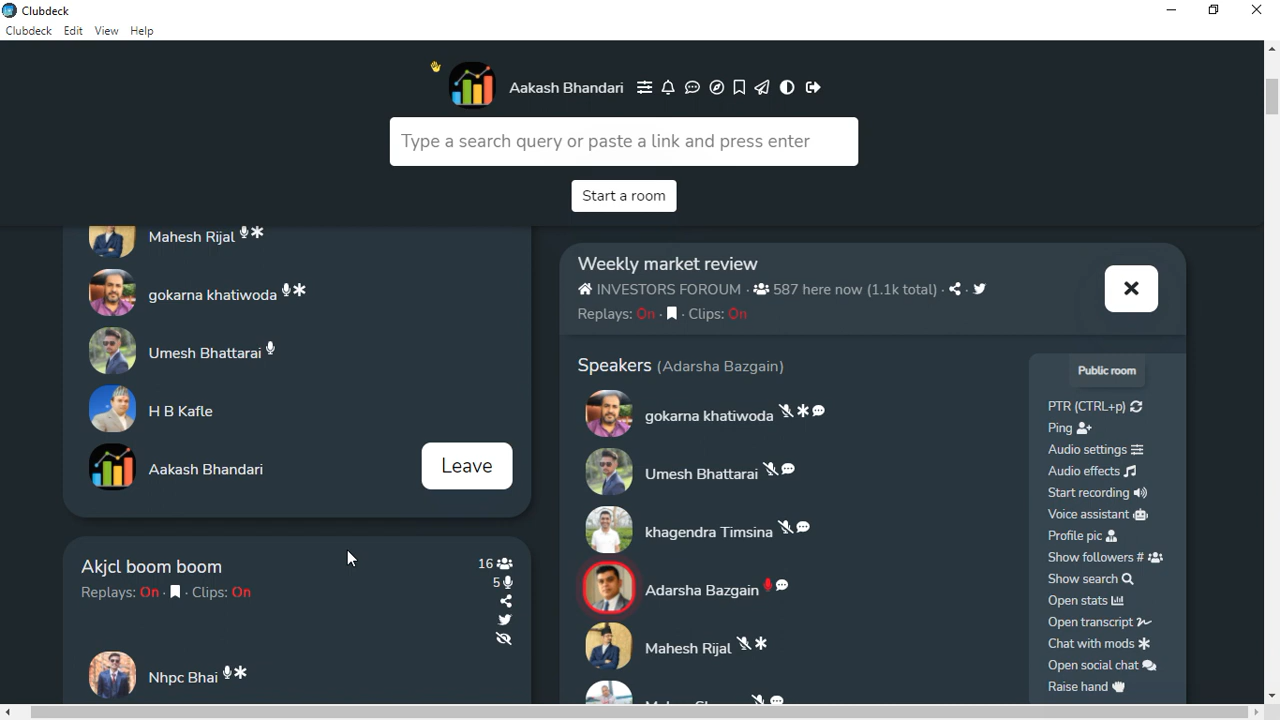 Clubdeck
Clubdeck Edit View Help
Aakash Bhandari
Type a search query or paste a link and press enter
Start a room
Mahesh Rijal
gokarna khatiwoda
Umesh Bhattarai
H B Kafle
Aakash Bhandari
Leave
Akjcl boom boom
16
Replays: On · Clips: On
5
Nhpc Bhai
Weekly market review
INVESTORS FOROUM · 587 here now (1.1k total) · ·
Replays: On · Clips: On
Speakers (Adarsha Bazgain)
gokarna khatiwoda
Umesh Bhattarai
khagendra Timsina
Adarsha Bazgain
Mahesh Rijal
Public room
PTR (CTRL+p)
Ping
Audio settings
Audio effects
Start recording
Voice assistant
Profile pic
Show followers #
Show search
Open stats
Open transcript
Chat with mods
Open social chat
Raise hand